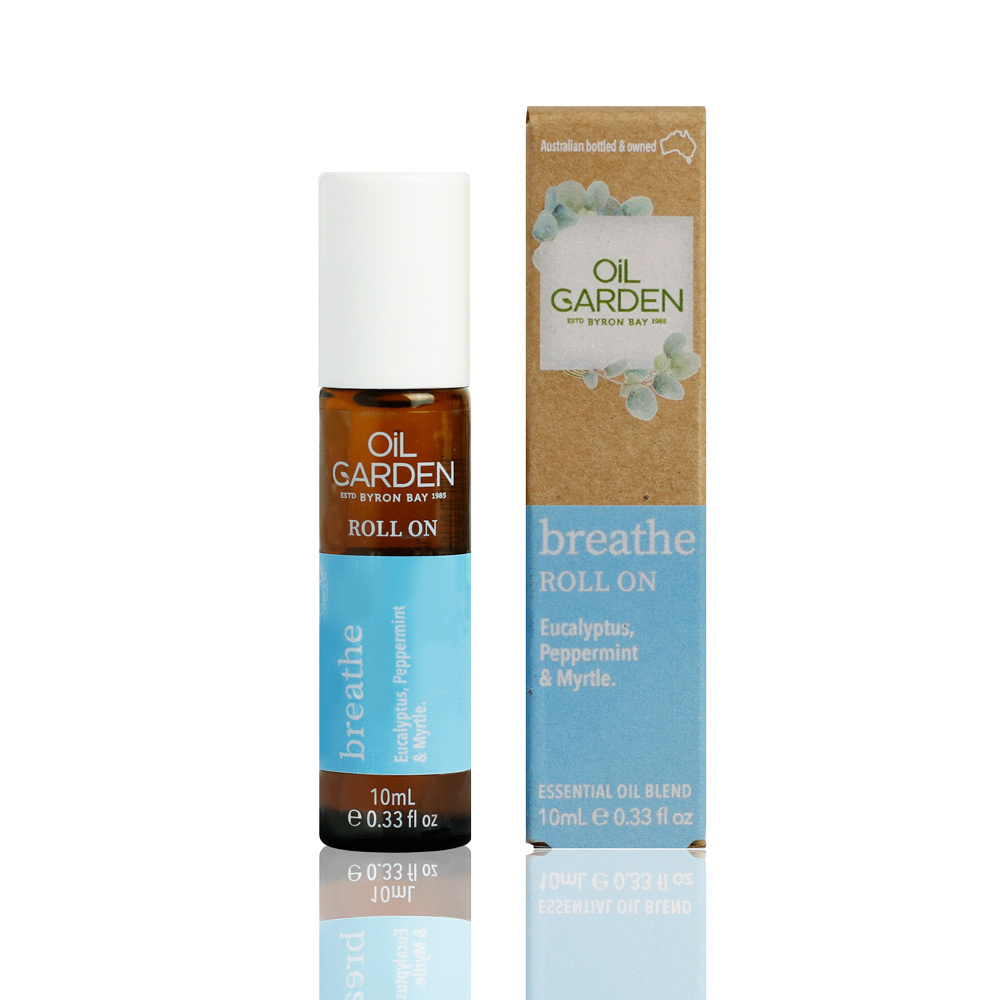 OiL
GARDEN
ESTD BYRON BAY 1985
ROLL ON
breathe
Eucalyptus, Peppermint
& Myrtle.
10mL
℮ 0.33 fl oz
Australian bottled & owned
OiL
GARDEN
ESTD BYRON BAY 1985
breathe
ROLL ON
Eucalyptus,
Peppermint
& Myrtle.
ESSENTIAL OIL BLEND
10mL ℮ 0.33 fl oz